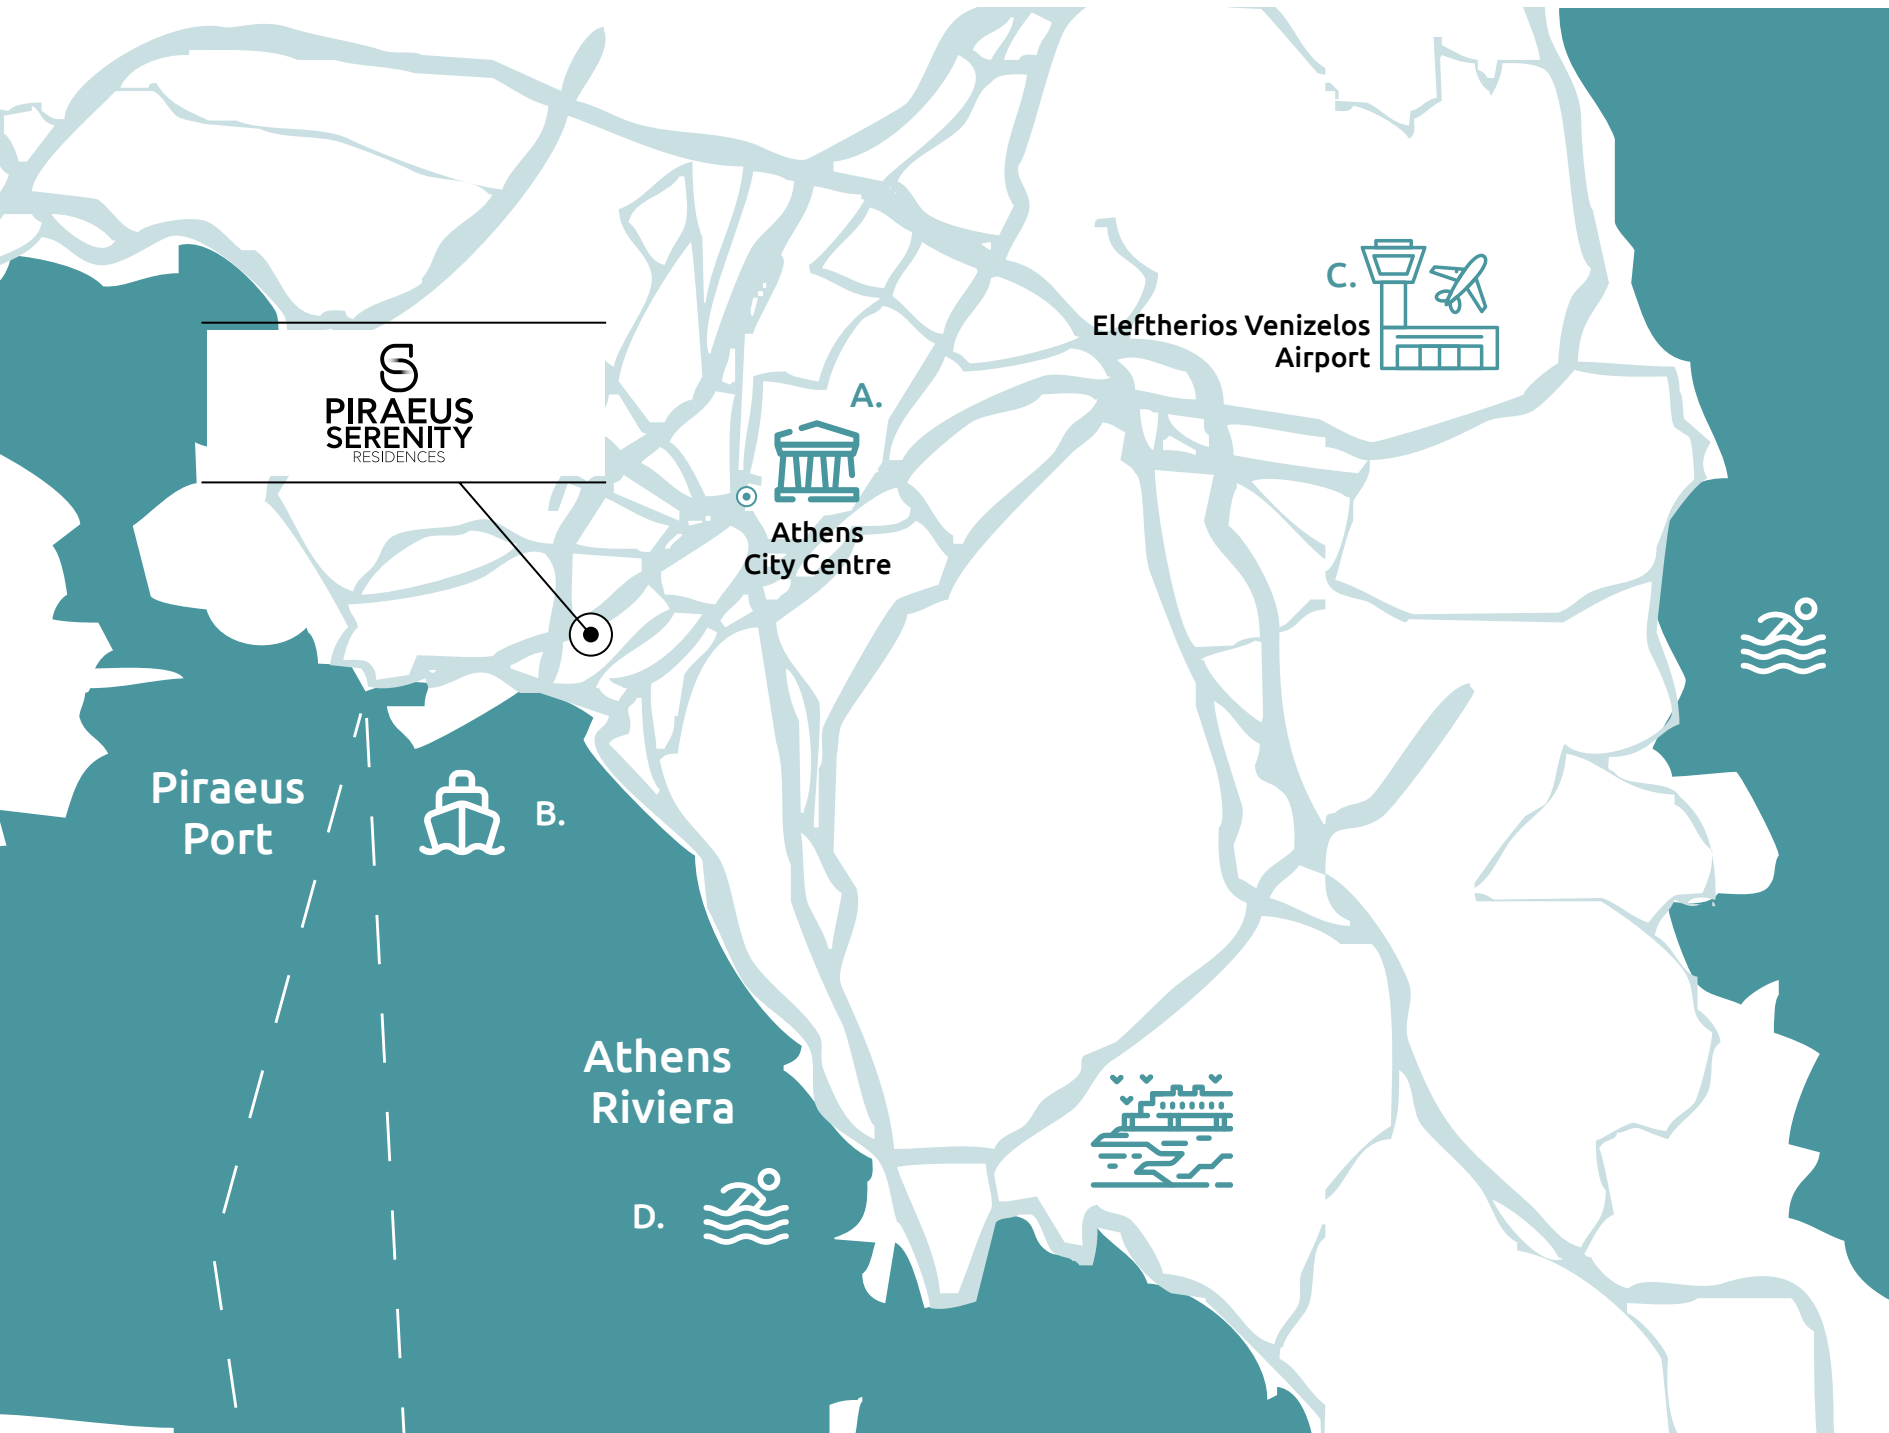 C.
Eleftherios Venizelos
Airport
PIRAEUS
SERENITY
RESIDENCES
A.
Athens
City Centre
Piraeus
Port
B.
Athens
Riviera
D.